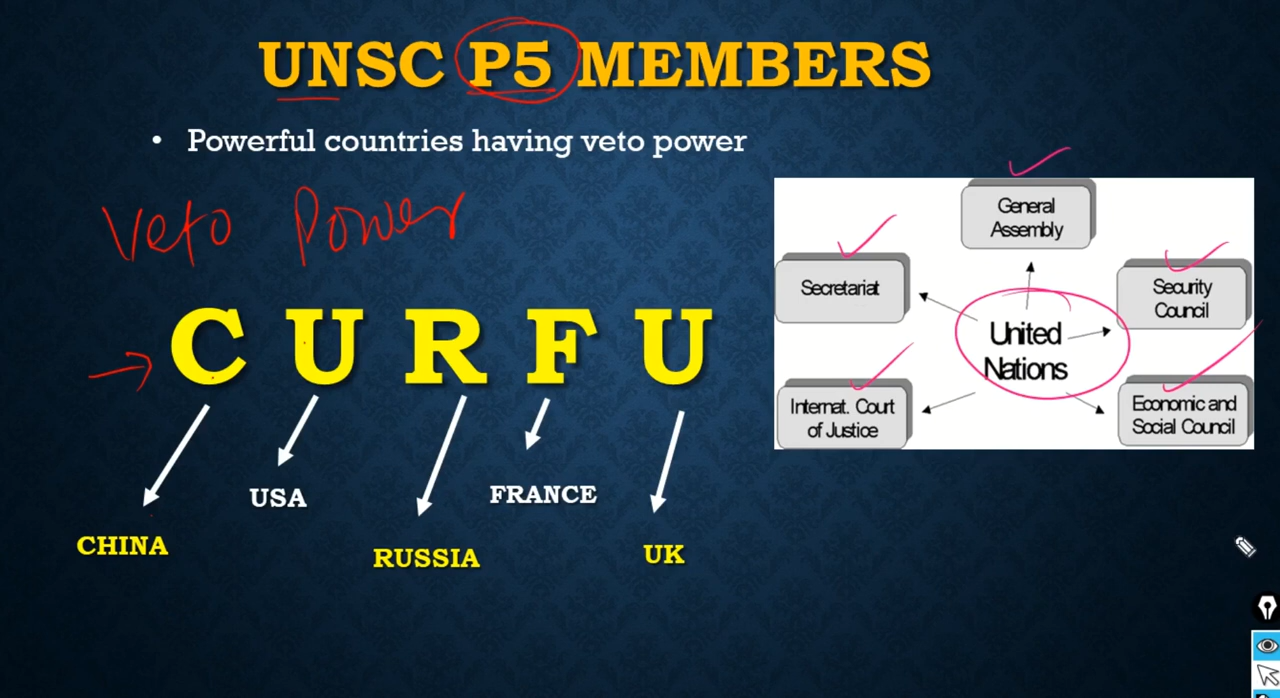 UNSC P5 MEMBERS
• Powerful countries having veto power
Veto Power
C U R F U
CHINA
USA
RUSSIA
FRANCE
UK
General
Assembly
Secretariat
Security
Council
United
Nations
Internat. Court
of Justice
Economic and
Social Council